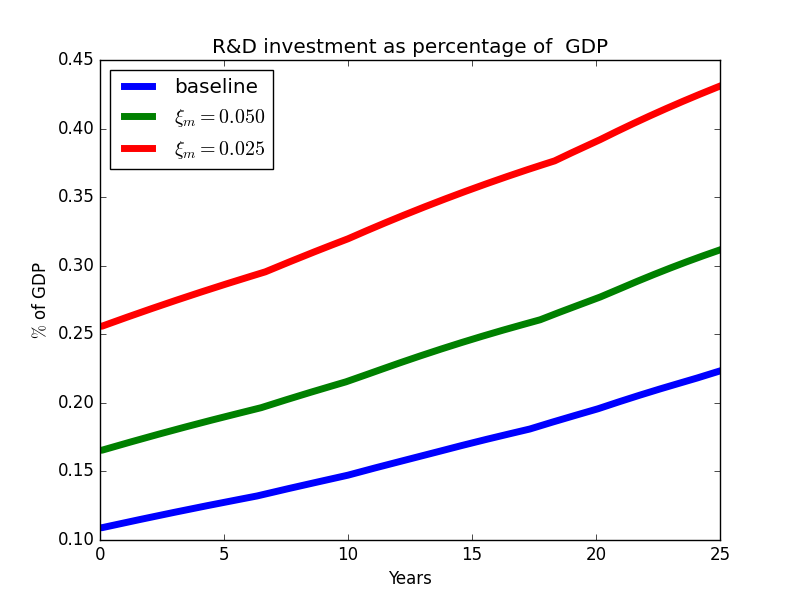 R&D investment as percentage of  GDP
0.45
0.40
0.35
0.30
0.25
0.20
0.15
0.10
% of GDP
baseline
ξm = 0.050
ξm = 0.025
0 5 10 15 20 25
Years